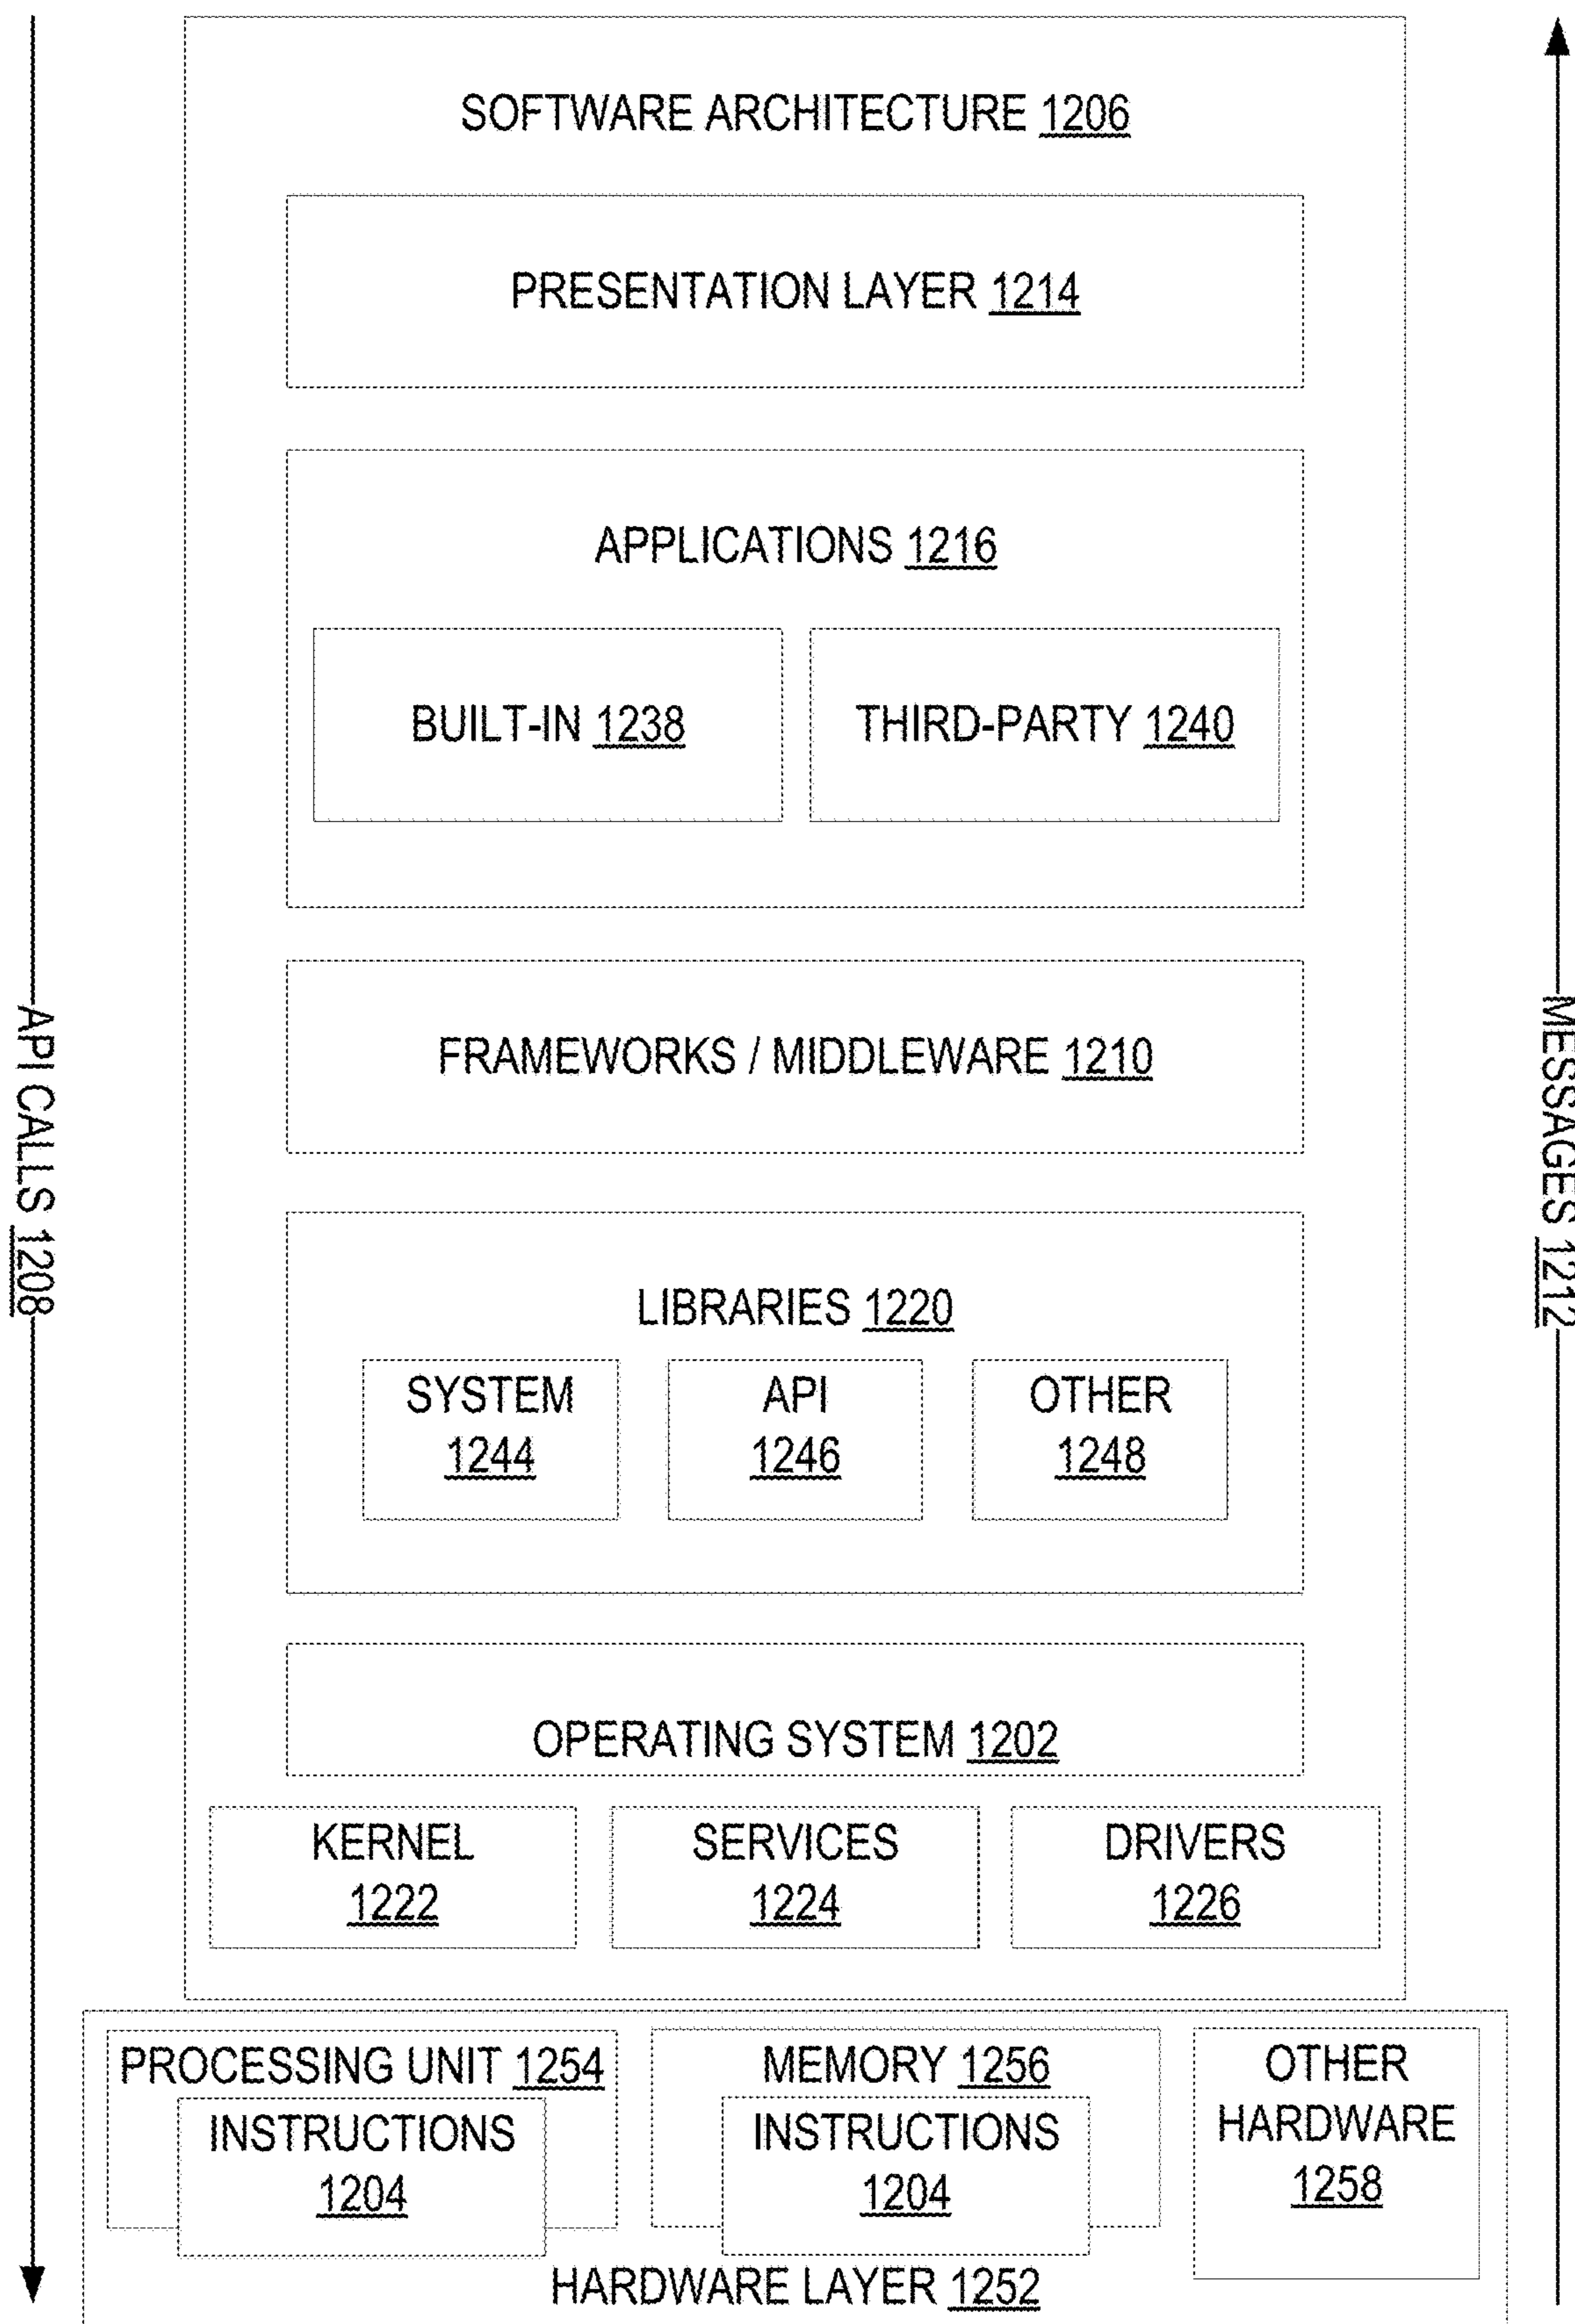 SOFTWARE ARCHITECTURE 1206
PRESENTATION LAYER 1214
APPLICATIONS 1216
BUILT-IN 1238
THIRD-PARTY 1240
FRAMEWORKS / MIDDLEWARE 1210
API CALLS 1208
MESSAGES 1212
LIBRARIES 1220
SYSTEM
1244
API
1246
OTHER
1248
OPERATING SYSTEM 1202
KERNEL
1222
SERVICES
1224
DRIVERS
1226
PROCESSING UNIT 1254
INSTRUCTIONS
1204
MEMORY 1256
INSTRUCTIONS
1204
OTHER
HARDWARE
1258
HARDWARE LAYER 1252